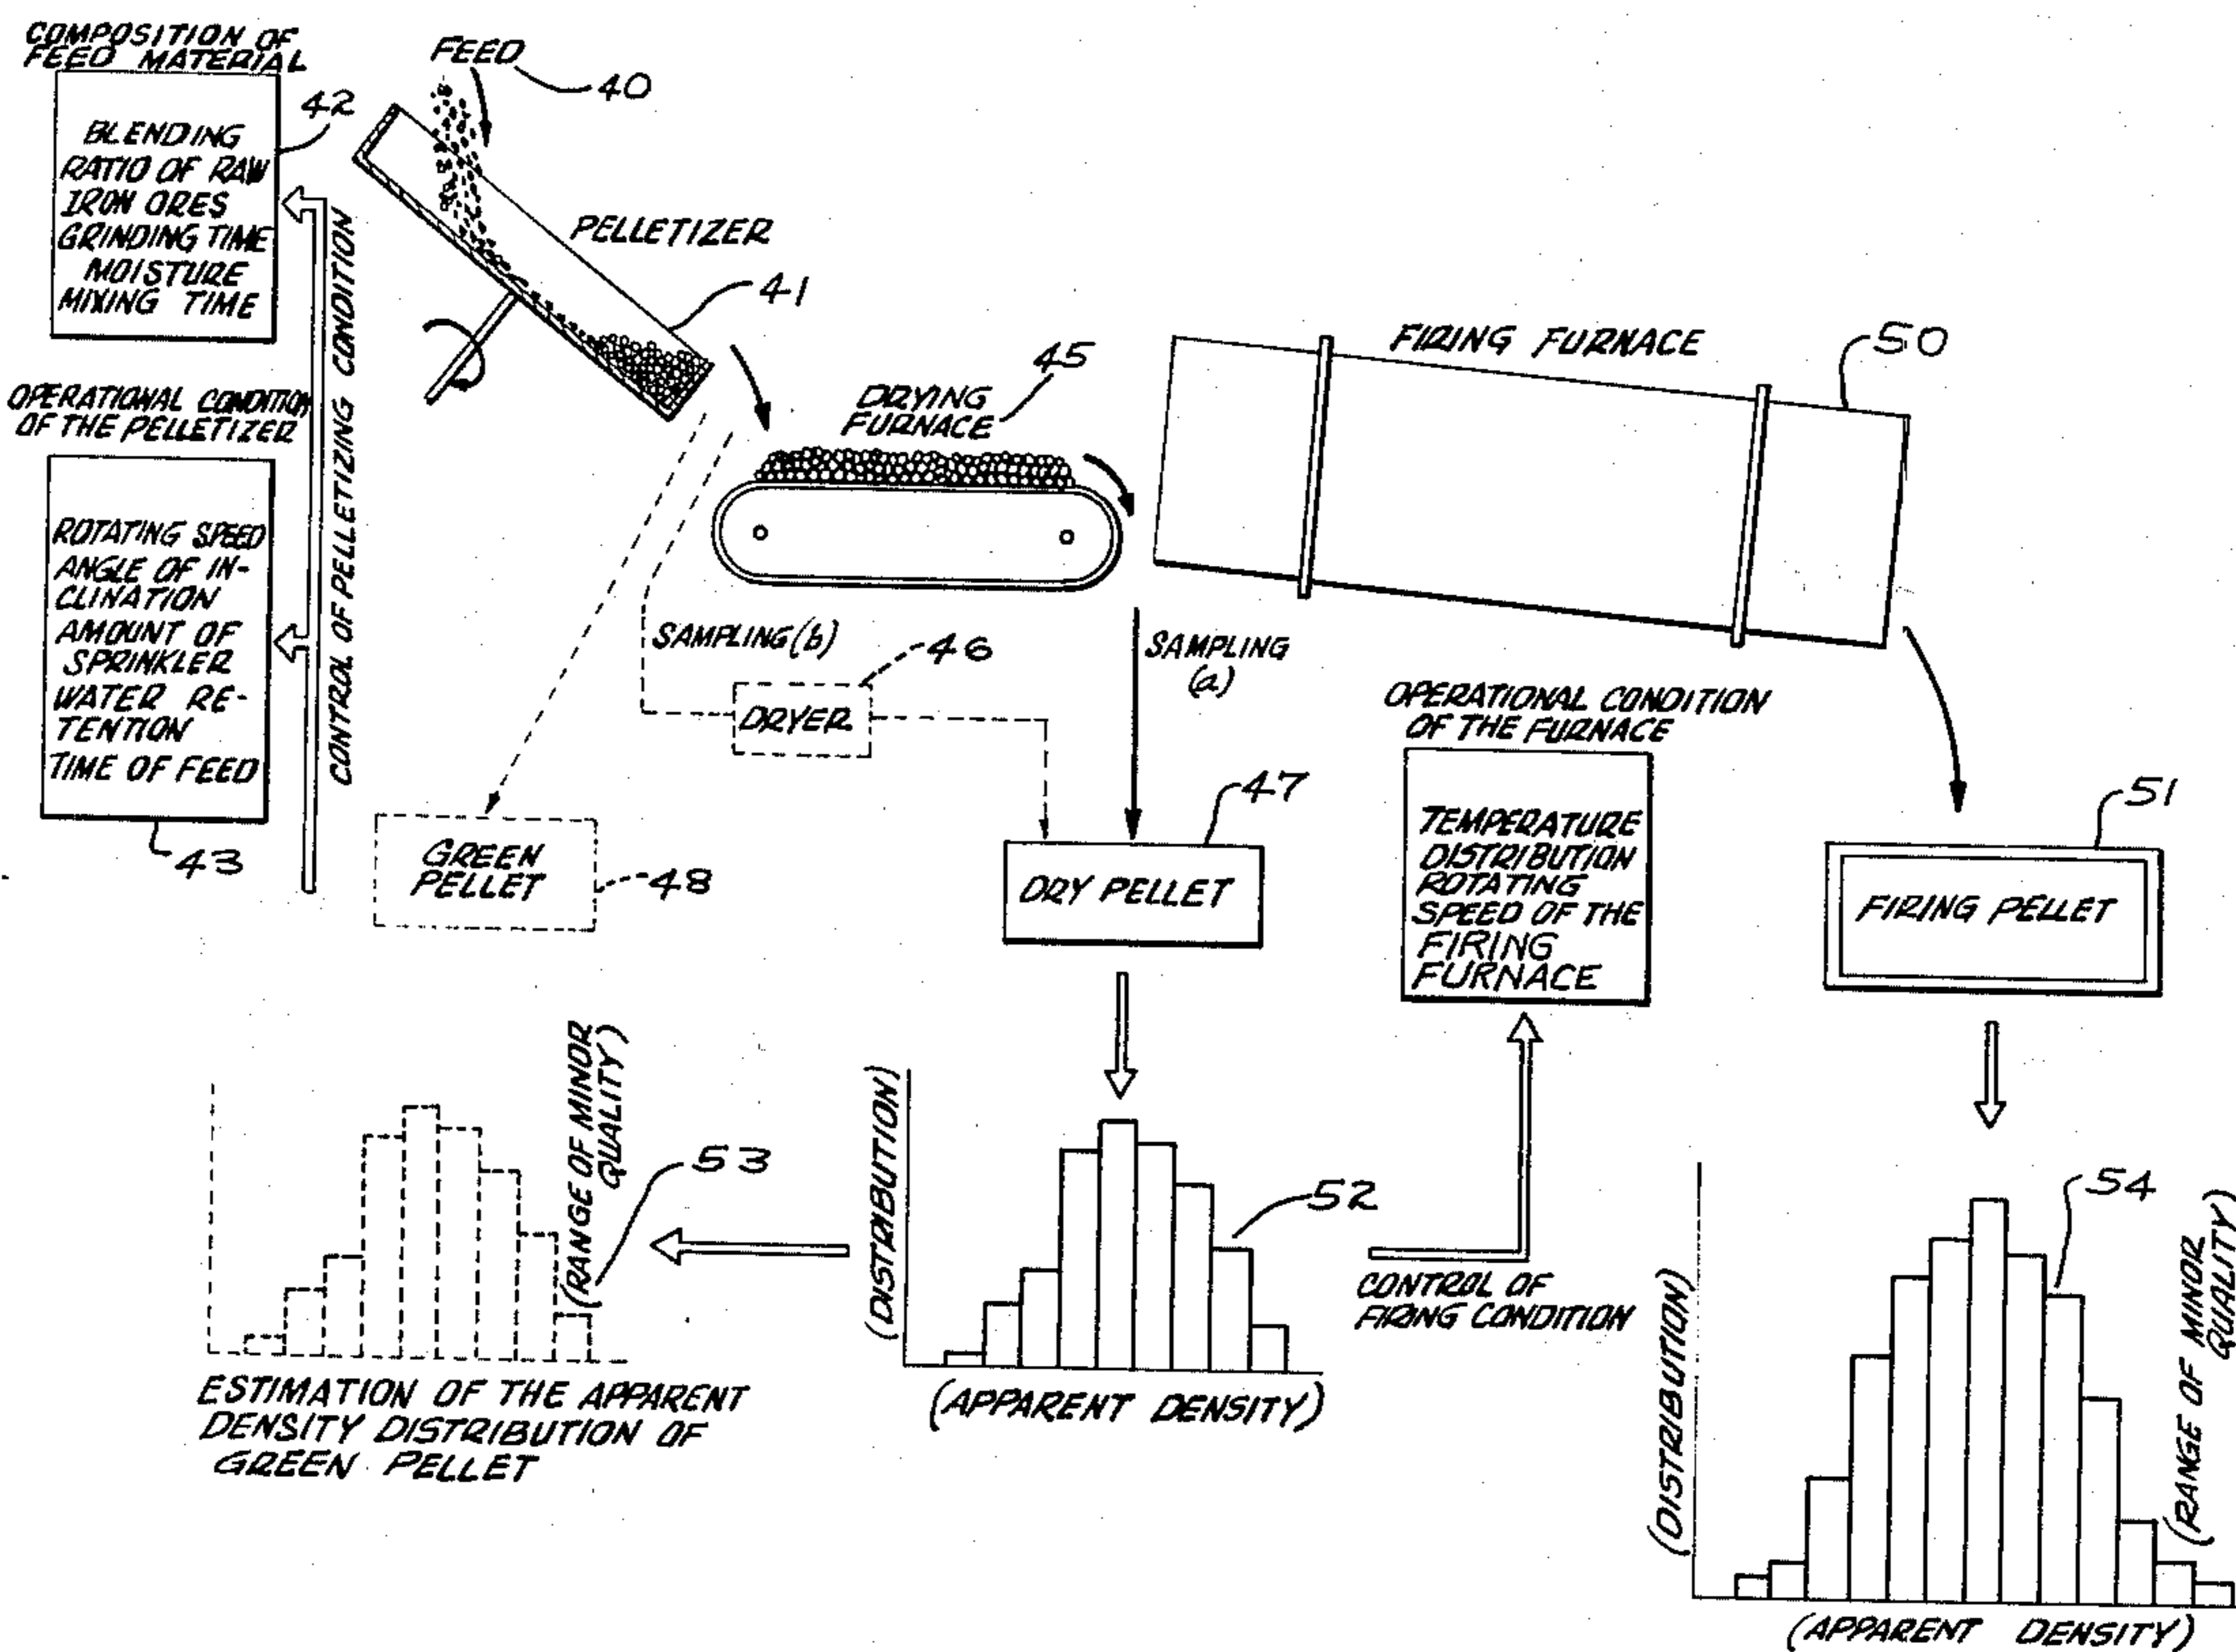 COMPOSITION OF
FEED MATERIAL
42
BLENDING
RATIO OF RAW
IRON ORES
GRINDING TIME
MOISTURE
MIXING TIME
FEED
40
PELLETIZER
41
CONTROL OF PELLETIZING CONDITION
OPERATIONAL CONDITION
OF THE PELLETIZER
ROTATING SPEED
ANGLE OF IN-
CLINATION
AMOUNT OF
SPRINKLER
WATER RE-
TENTION
TIME OF FEED
43
DRYING
FURNACE
45
FIRING FURNACE
50
SAMPLING (b)
46
DRYER
SAMPLING
(a)
GREEN
PELLET
48
47
DRY PELLET
OPERATIONAL CONDITION
OF THE FURNACE
TEMPERATURE
DISTRIBUTION
ROTATING
SPEED OF THE
FIRING
FURNACE
51
FIRING PELLET
(RANGE OF MINOR
QUALITY)
53
ESTIMATION OF THE APPARENT
DENSITY DISTRIBUTION OF
GREEN PELLET
(DISTRIBUTION)
52
(APPARENT DENSITY)
CONTROL OF
FIRING CONDITION
(DISTRIBUTION)
54
(RANGE OF MINOR
QUALITY)
(APPARENT DENSITY)